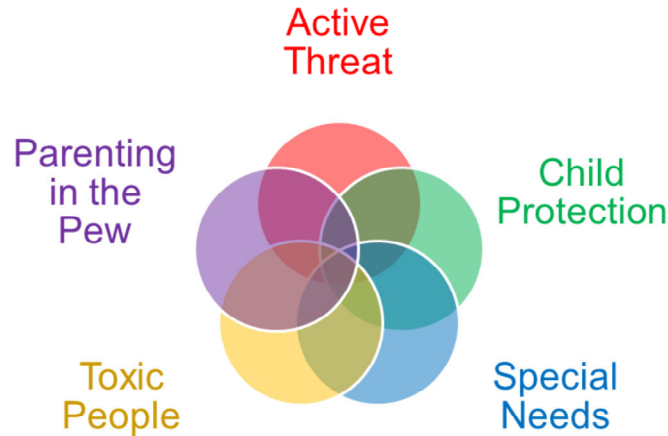 Active
Threat
Parenting
in the
Pew
Child
Protection
Toxic
People
Special
Needs